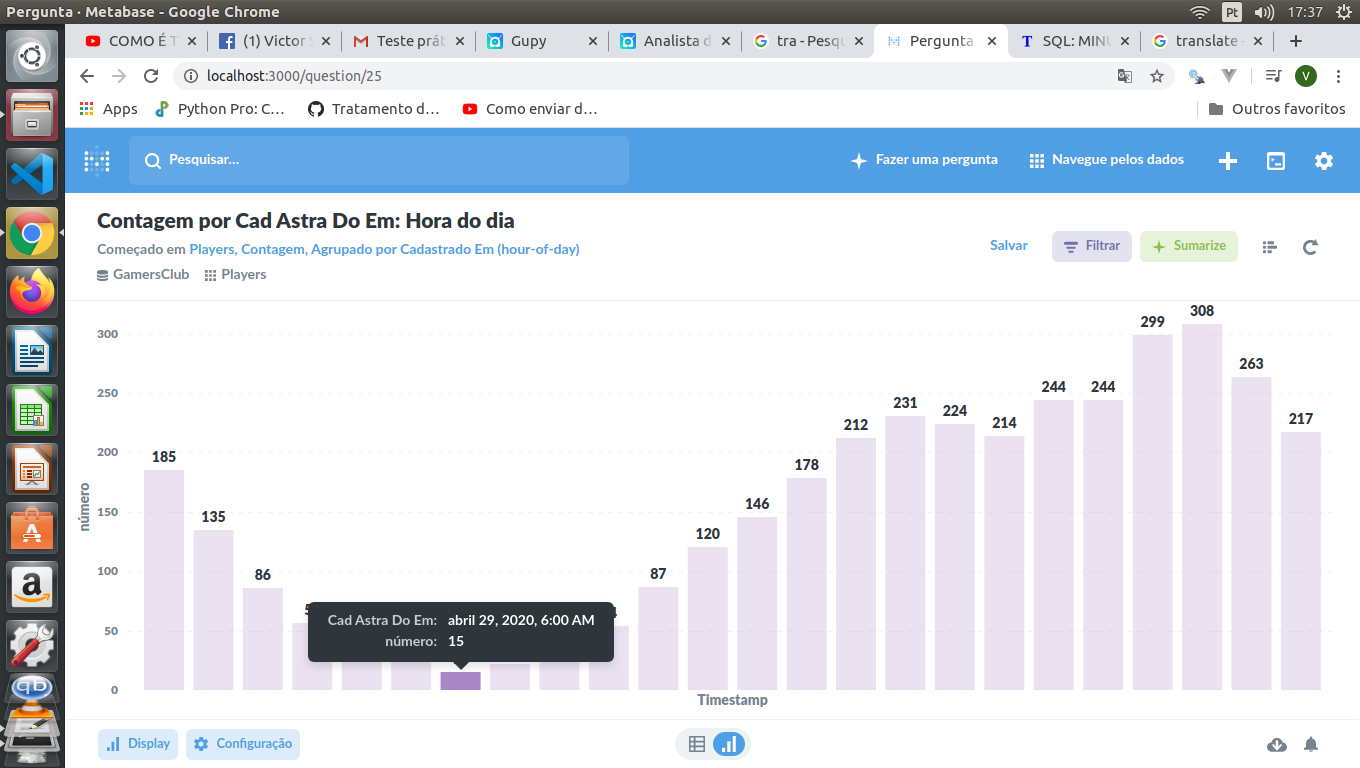 Pergunta · Metabase - Google Chrome
Pt
17:37
COMO É T
(1) Victor S
Teste prát
Gupy
Analista d
tra - Pesqu
Pergunta
SQL: MINU
translate -
localhost:3000/question/25
V
Apps
Python Pro: C…
Tratamento d…
Como enviar d…
Outros favoritos
Pesquisar...
Fazer uma pergunta
Navegue pelos dados
Contagem por Cad Astra Do Em: Hora do dia
Começado em Players, Contagem, Agrupado por Cadastrado Em (hour-of-day)
GamersClub
Players
Salvar
Filtrar
Sumarize
número
300
250
200
150
100
50
0
185
135
86
87
120
146
178
212
231
224
214
244
244
299
308
263
217
Cad Astra Do Em: abril 29, 2020, 6:00 AM
número: 15
Timestamp
Display
Configuração